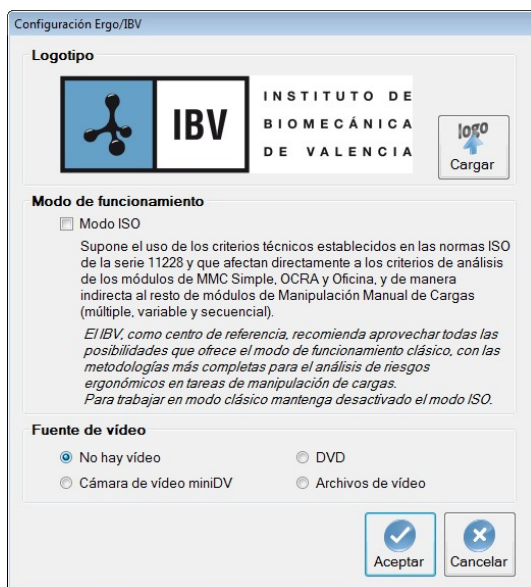 Configuración Ergo/IBV
Logotipo
IBV
INSTITUTO DE
BIOMECÁNICA
DE VALENCIA
logo
Cargar
Modo de funcionamiento
Modo ISO
Supone el uso de los criterios técnicos establecidos en las normas ISO
de la serie 11228 y que afectan directamente a los criterios de análisis
de los módulos de MMC Simple, OCRA y Oficina, y de manera
indirecta al resto de módulos de Manipulación Manual de Cargas
(múltiple, variable y secuencial).
El IBV, como centro de referencia, recomienda aprovechar todas las
posibilidades que ofrece el modo de funcionamiento clásico, con las
metodologías más completas para el análisis de riesgos
ergonómicos en tareas de manipulación de cargas.
Para trabajar en modo clásico mantenga desactivado el modo ISO.
Fuente de vídeo
No hay vídeo
DVD
Cámara de vídeo miniDV
Archivos de vídeo
Aceptar
Cancelar